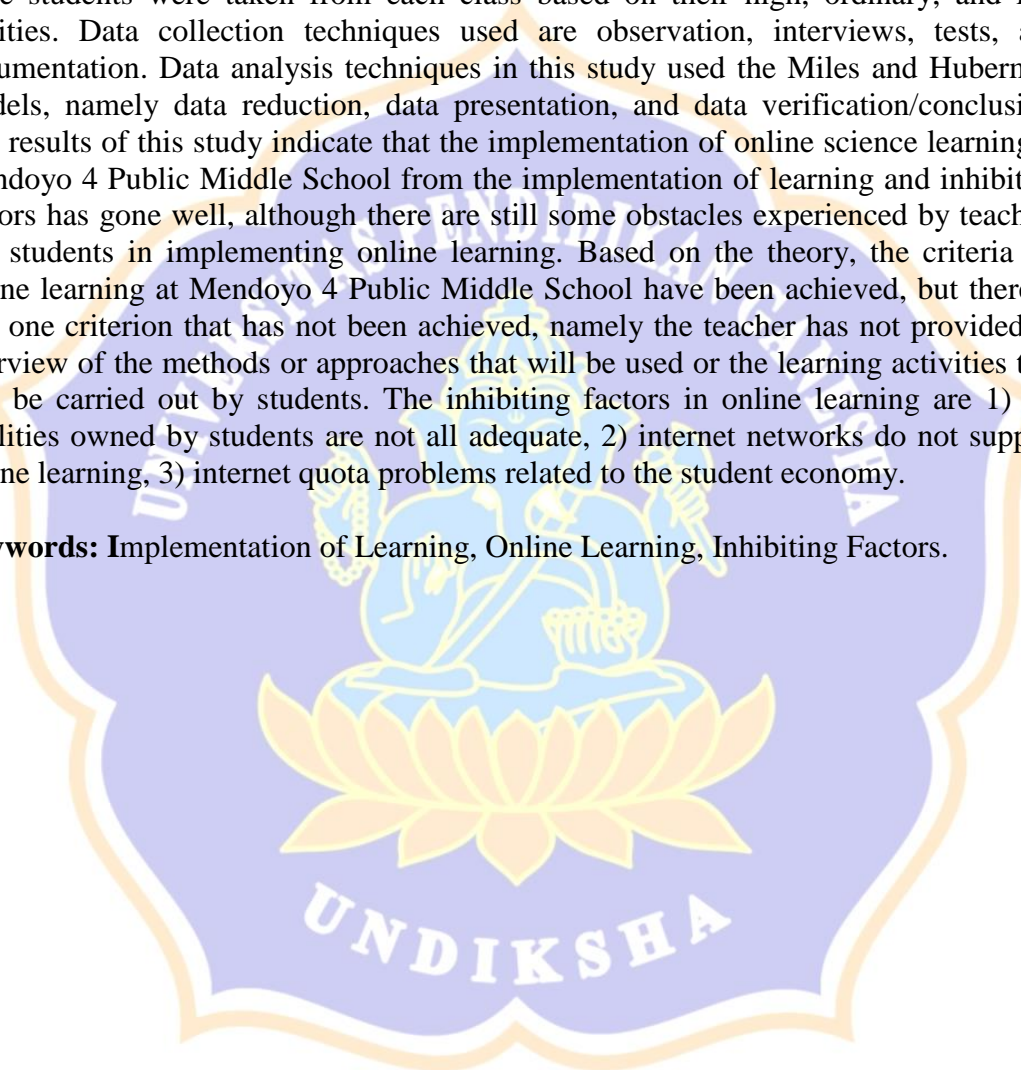 students were taken from each class based on their high, ordinary, and
ities. Data collection techniques used are observation, interviews, tests, a
umentation. Data analysis techniques in this study used the Miles and Hubern
dels, namely data reduction, data presentation, and data verification/conclusi
results of this study indicate that the implementation of online science learning
ndoyo 4 Public Middle School from the implementation of learning and inhibit
tors has gone well, although there are still some obstacles experienced by teach
students in implementing online learning. Based on the theory, the criteria
ine learning at Mendoyo 4 Public Middle School have been achieved, but there
one criterion that has not been achieved, namely the teacher has not provided
rview of the methods or approaches that will be used or the learning activities t
be carried out by students. The inhibiting factors in online learning are 1)
ilities owned by students are not all adequate, 2) internet networks do not supp
ine learning, 3) internet quota problems related to the student economy.
ywords: Implementation of Learning, Online Learning, Inhibiting Factors.
UNIVERSITAS PENDIDIKAN GANESHA
UNDIKSHA